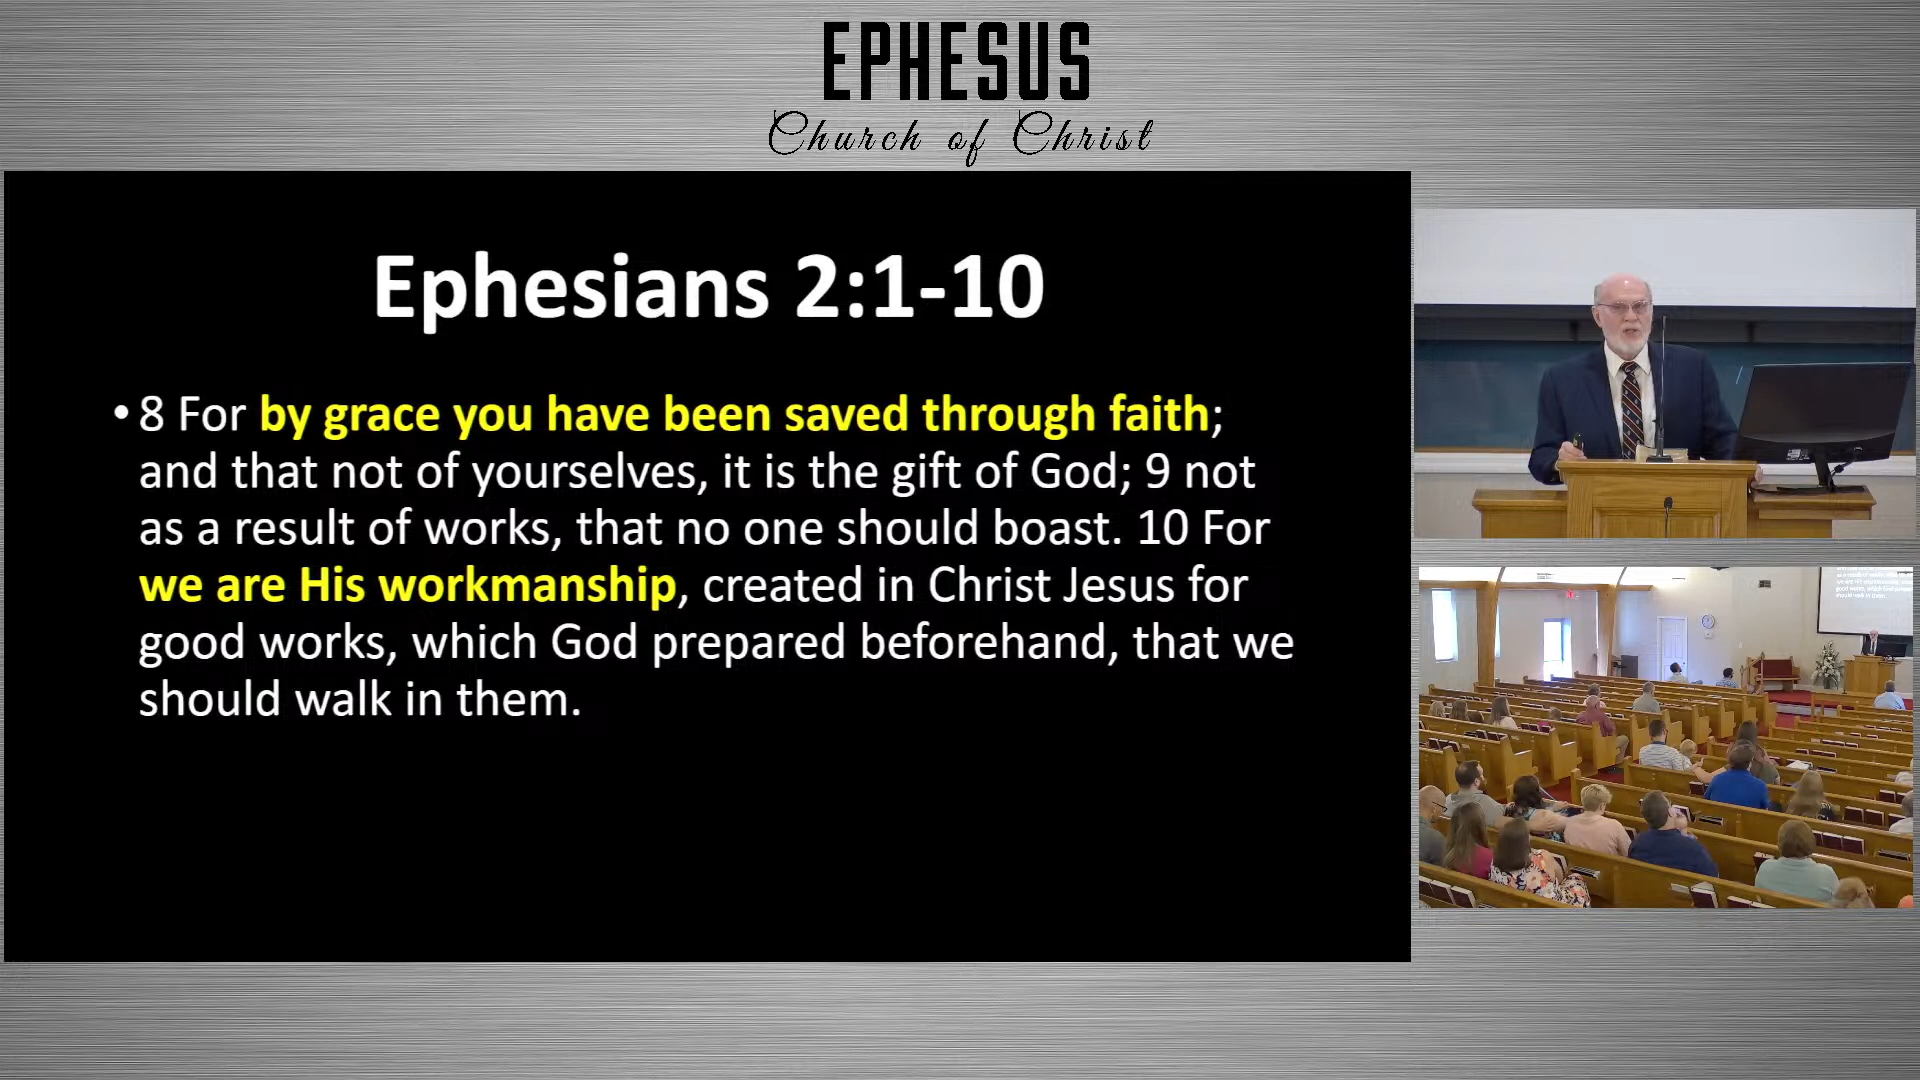 EPHESUS
Church of Christ
Ephesians 2:1-10
• 8 For by grace you have been saved through faith;
and that not of yourselves, it is the gift of God; 9 not
as a result of works, that no one should boast. 10 For
we are His workmanship, created in Christ Jesus for
good works, which God prepared beforehand, that we
should walk in them.